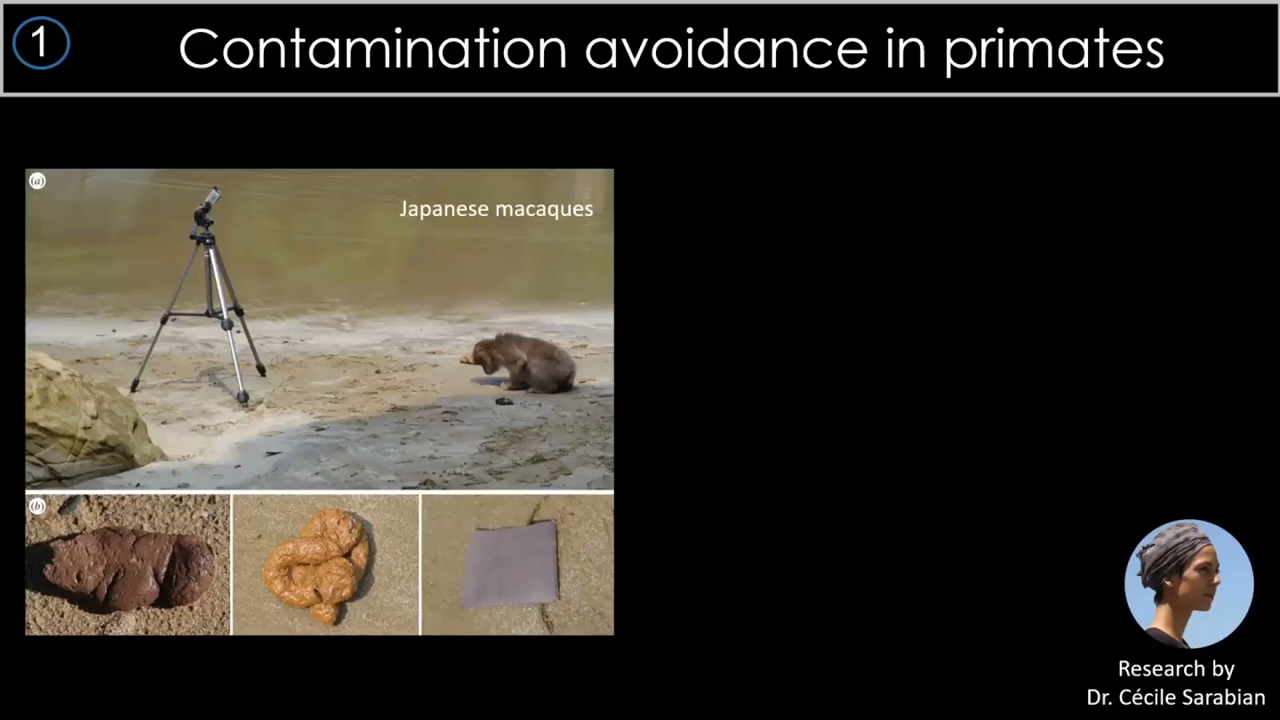 1
Contamination avoidance in primates
(a)
Japanese macaques
(b)
Research by
Dr. Cécile Sarabian